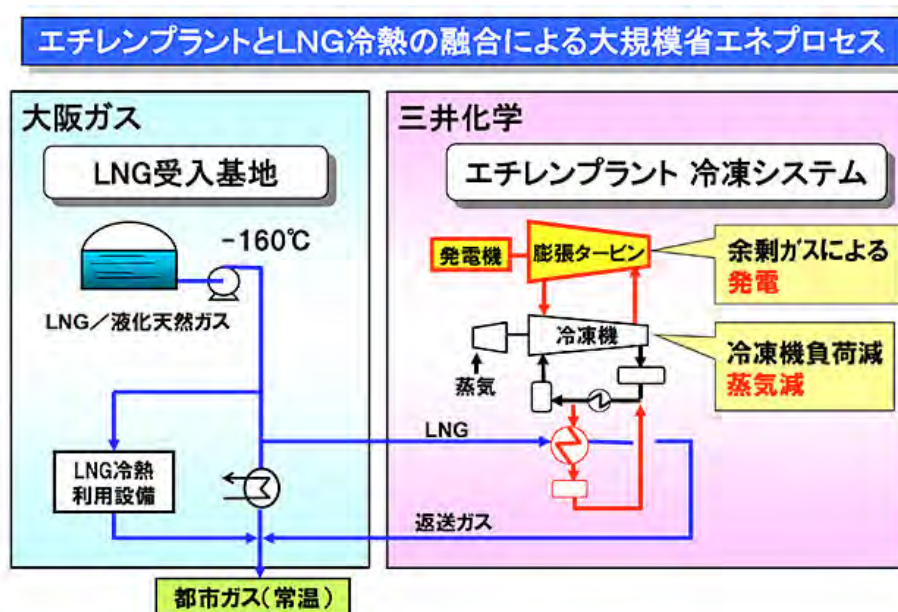 エチレンプラントとLNG冷熱の融合による大規模省エネプロセス
大阪ガス
LNG受入基地
-160℃
LNG/液化天然ガス
LNG冷熱
利用設備
都市ガス(常温)
三井化学
エチレンプラント 冷凍システム
発電機
膨張タービン
余剰ガスによる
発電
冷凍機
蒸気
冷凍機負荷減
蒸気減
LNG
返送ガス